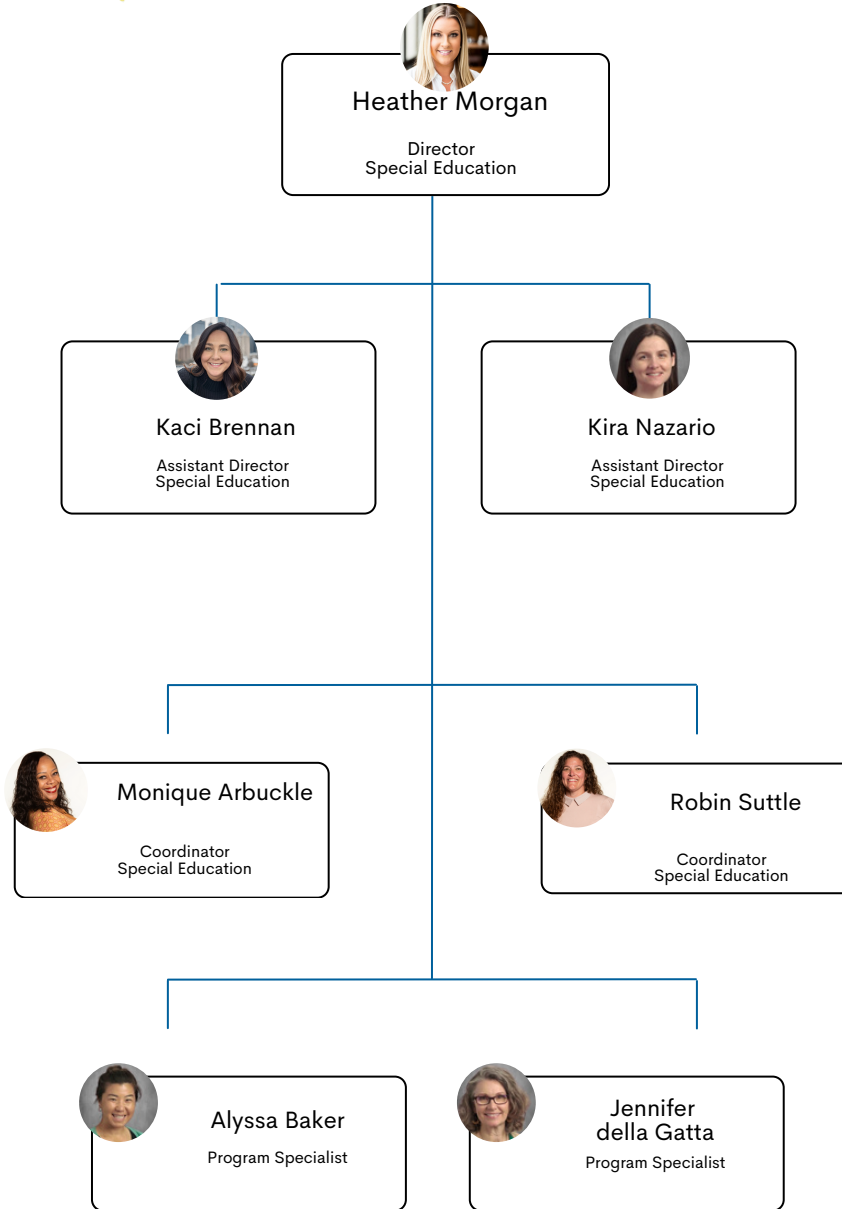 Heather Morgan
Director
Special Education
Kaci Brennan
Assistant Director
Special Education
Kira Nazario
Assistant Director
Special Education
Monique Arbuckle
Coordinator
Special Education
Robin Suttle
Coordinator
Special Education
Alyssa Baker
Program Specialist
Jennifer
della Gatta
Program Specialist